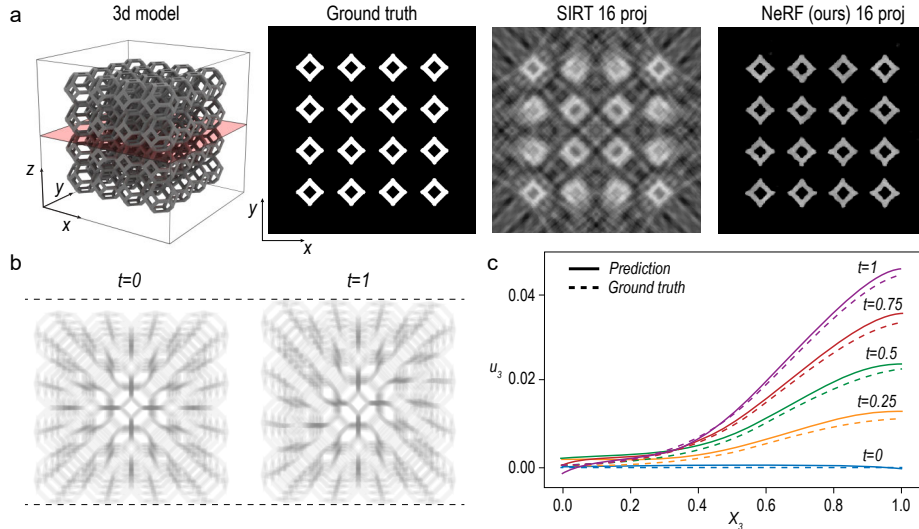 a
3d model
Ground truth
SIRT 16 proj
NeRF (ours) 16 proj
z
y
x
y
x
b
t=0
t=1
c
Prediction
Ground truth
t=1
t=0.75
t=0.5
t=0.25
t=0
u3
0.04
0.02
0.00
0.0
0.2
0.4
0.6
0.8
1.0
X3